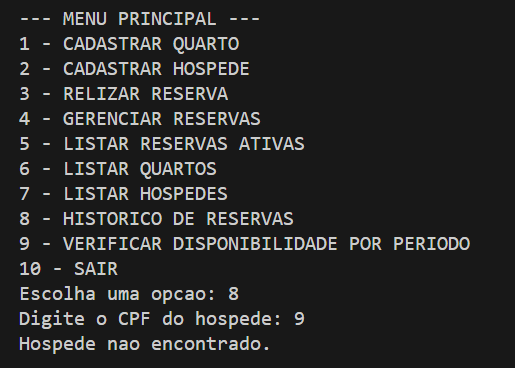 --- MENU PRINCIPAL ---
1 - CADASTRAR QUARTO
2 - CADASTRAR HOSPEDE
3 - RELIZAR RESERVA
4 - GERENCIAR RESERVAS
5 - LISTAR RESERVAS ATIVAS
6 - LISTAR QUARTOS
7 - LISTAR HOSPEDES
8 - HISTORICO DE RESERVAS
9 - VERIFICAR DISPONIBILIDADE POR PERIODO
10 - SAIR
Escolha uma opcao: 8
Digite o CPF do hospede: 9
Hospede nao encontrado.